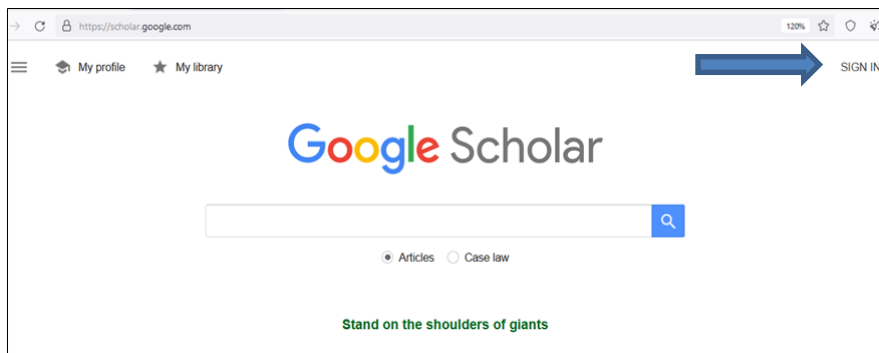 https://scholar.google.com 120%
My profile My library SIGN IN
Google Scholar
Articles Case law
Stand on the shoulders of giants